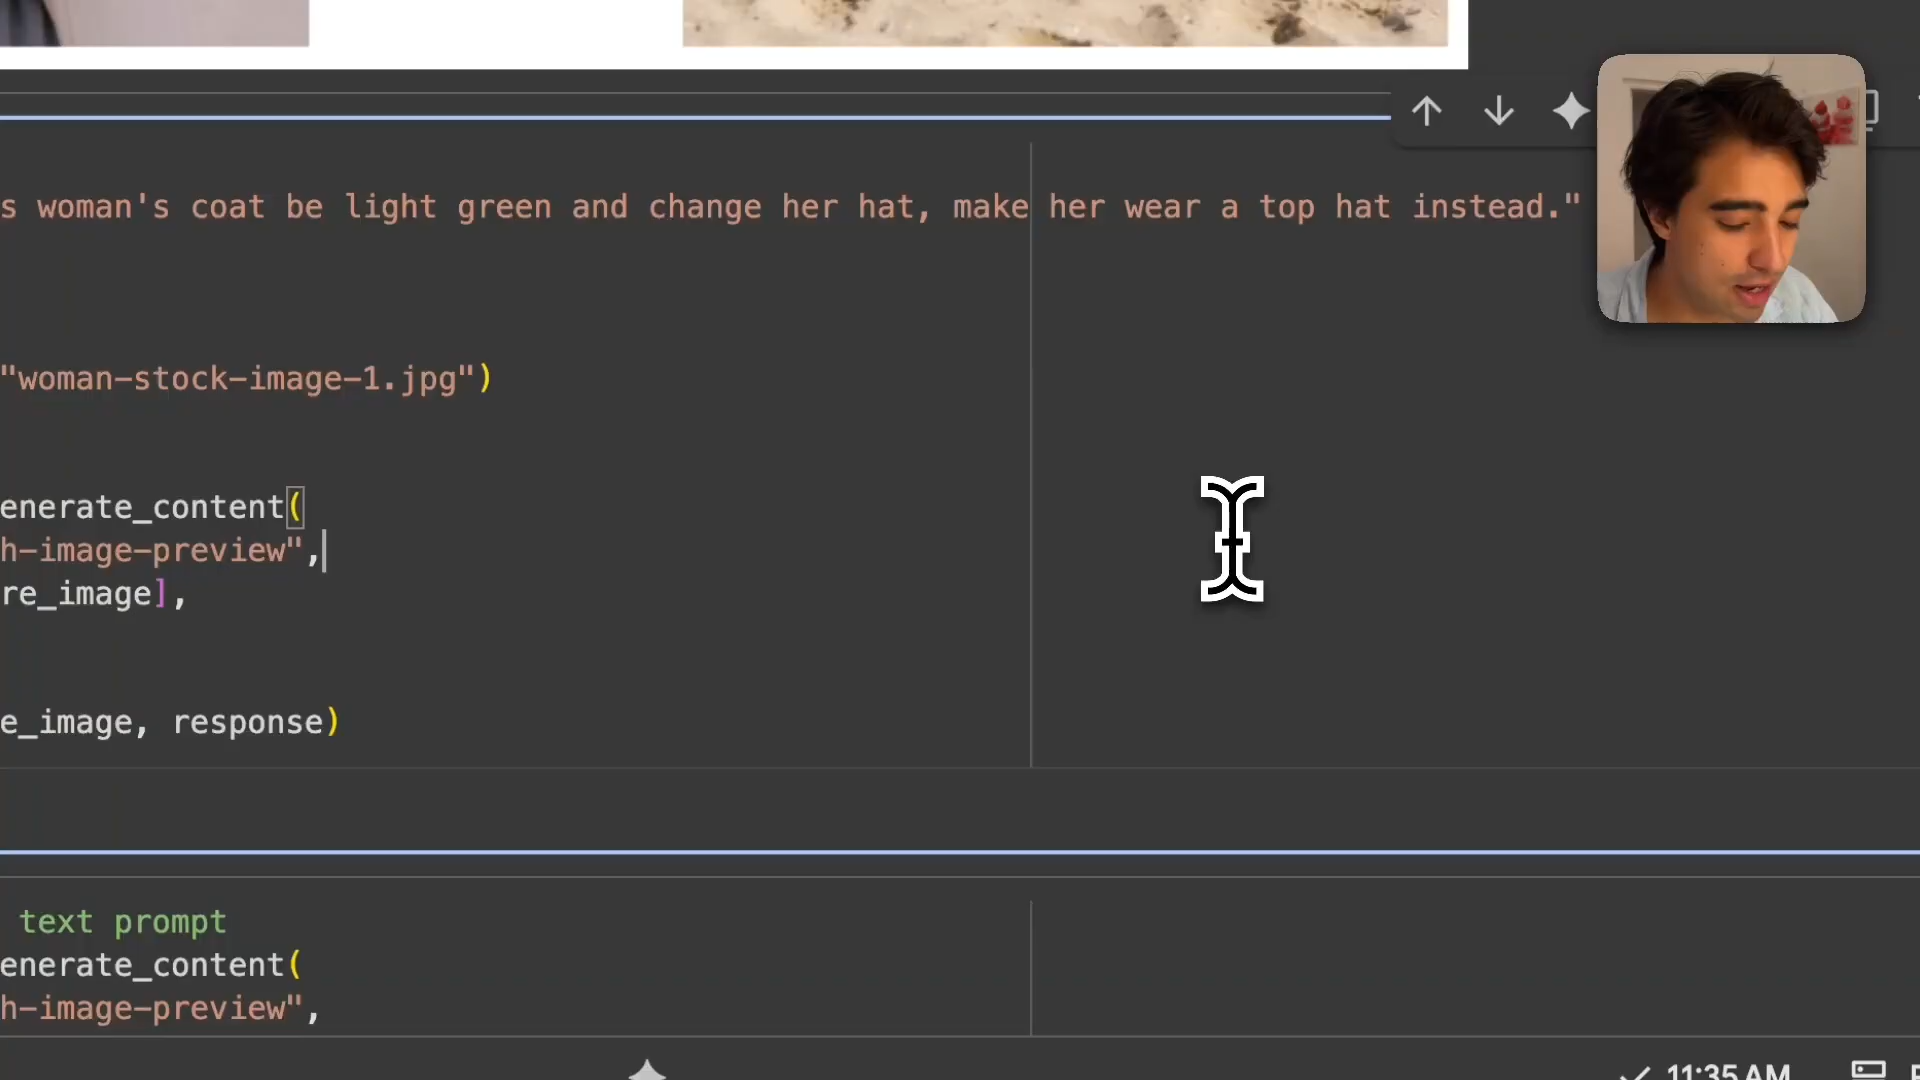 s woman's coat be light green and change her hat, make her wear a top hat instead."
"woman-stock-image-1.jpg")
enerate_content(
h-image-preview",
re_image],
e_image, response)
text prompt
enerate_content(
h-image-preview",
11:35 AM